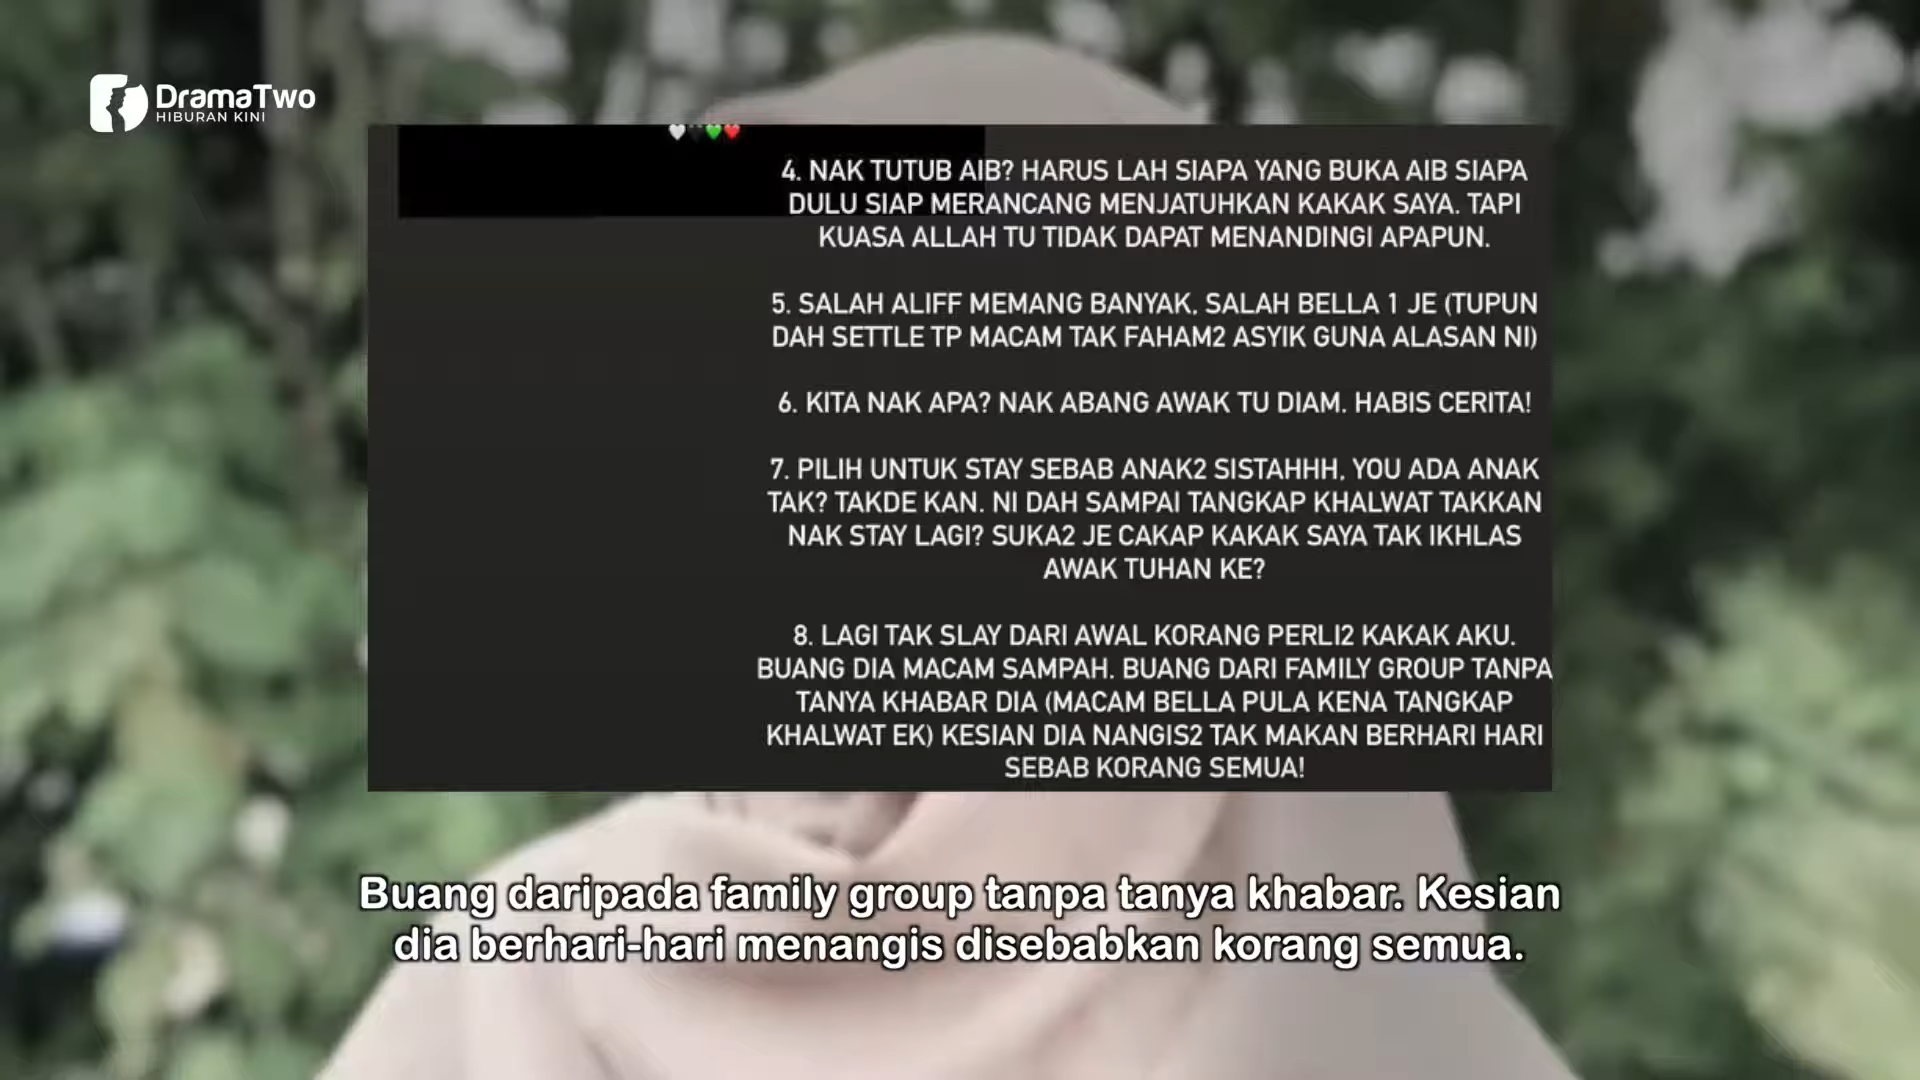 DramaTwo
HIBURAN KINI
4. NAK TUTUB AIB? HARUS LAH SIAPA YANG BUKA AIB SIAPA
DULU SIAP MERANCANG MENJATUHKAN KAKAK SAYA. TAPI
KUASA ALLAH TU TIDAK DAPAT MENANDINGI APAPUN.
5. SALAH ALIFF MEMANG BANYAK, SALAH BELLA 1 JE (TUPUN
DAH SETTLE TP MACAM TAK FAHAM2 ASYIK GUNA ALASAN NI)
6. KITA NAK APA? NAK ABANG AWAK TU DIAM. HABIS CERITA!
7. PILIH UNTUK STAY SEBAB ANAK2 SISTAHHH, YOU ADA ANAK
TAK? TAKDE KAN. NI DAH SAMPAI TANGKAP KHALWAT TAKKAN
NAK STAY LAGI? SUKA2 JE CAKAP KAKAK SAYA TAK IKHLAS
AWAK TUHAN KE?
8. LAGI TAK SLAY DARI AWAL KORANG PERLI2 KAKAK AKU.
BUANG DIA MACAM SAMPAH. BUANG DARI FAMILY GROUP TANPA
TANYA KHABAR DIA (MACAM BELLA PULA KENA TANGKAP
KHALWAT EK) KESIAN DIA NANGIS2 TAK MAKAN BERHARI HARI
SEBAB KORANG SEMUA!
Buang daripada family group tanpa tanya khabar. Kesian
dia berhari-hari menangis disebabkan korang semua.